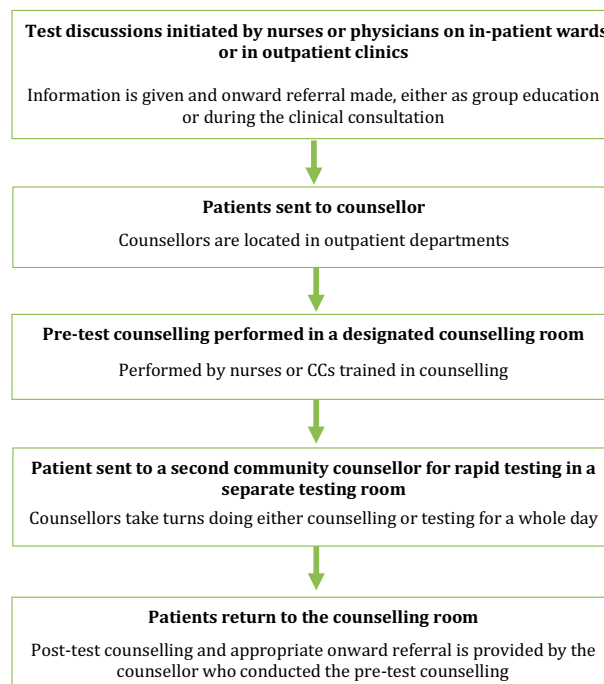 Test discussions initiated by nurses or physicians on in-patient wards
or in outpatient clinics
Information is given and onward referral made, either as group education
or during the clinical consultation
Patients sent to counsellor
Counsellors are located in outpatient departments
Pre-test counselling performed in a designated counselling room
Performed by nurses or CCs trained in counselling
Patient sent to a second community counsellor for rapid testing in a
separate testing room
Counsellors take turns doing either counselling or testing for a whole day
Patients return to the counselling room
Post-test counselling and appropriate onward referral is provided by the
counsellor who conducted the pre-test counselling